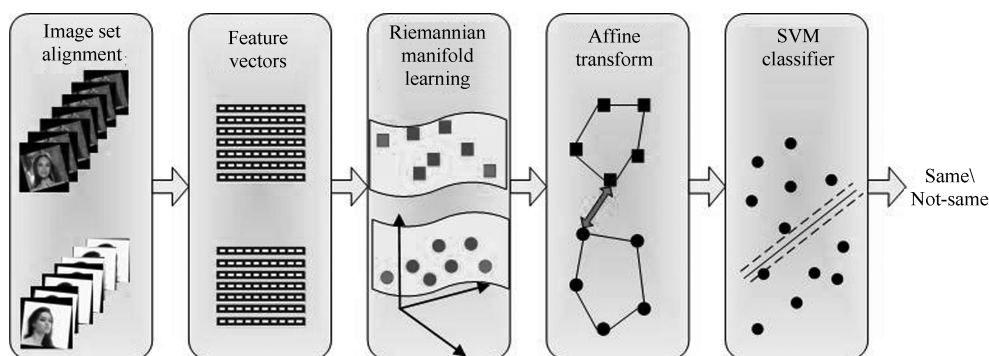 Image set
alignment
Feature
vectors
Riemannian
manifold
learning
Affine
transform
SVM
classifier
Same\
Not-same